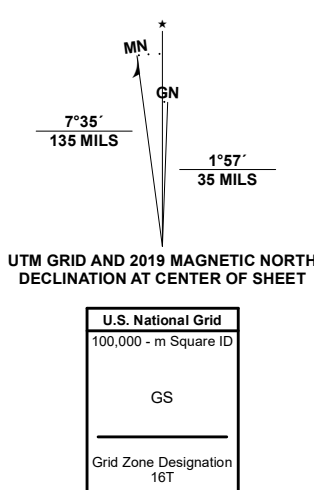 ★
MN
GN
7°35´
135 MILS
1°57´
35 MILS
UTM GRID AND 2019 MAGNETIC NORTH
DECLINATION AT CENTER OF SHEET
U.S. National Grid
100,000 - m Square ID
GS
Grid Zone Designation
16T